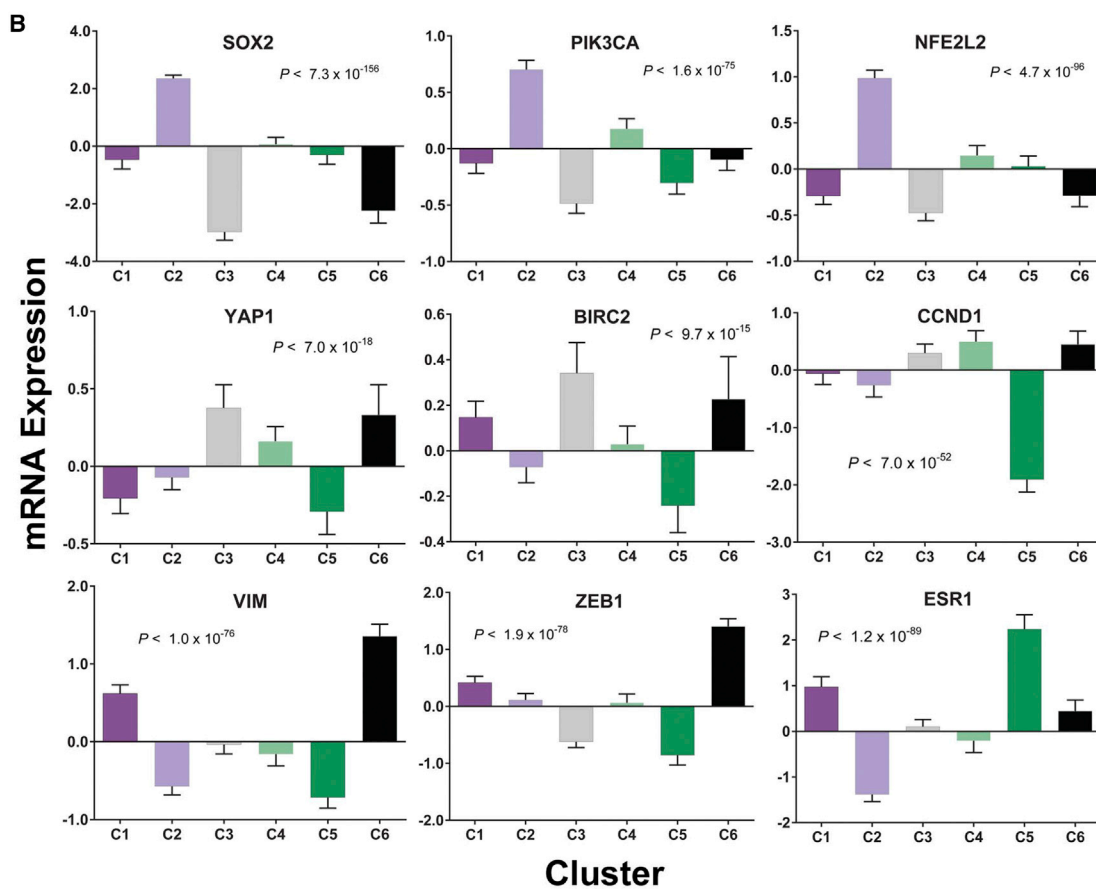 B
mRNA Expression
SOX2
P < 7.3 x 10-156
4.0
2.0
0.0
-2.0
-4.0
C1 C2 C3 C4 C5 C6
PIK3CA
P < 1.6 x 10-75
1.0
0.5
0.0
-0.5
-1.0
C1 C2 C3 C4 C5 C6
NFE2L2
P < 4.7 x 10-96
1.5
1.0
0.5
0.0
-0.5
-1.0
C1 C2 C3 C4 C5 C6
YAP1
P < 7.0 x 10-18
1.0
0.5
0.0
-0.5
C1 C2 C3 C4 C5 C6
BIRC2
P < 9.7 x 10-15
0.6
0.4
0.2
0.0
-0.2
-0.4
C1 C2 C3 C4 C5 C6
CCND1
P < 7.0 x 10-52
1.0
0.0
-1.0
-2.0
-3.0
C1 C2 C3 C4 C5 C6
VIM
P < 1.0 x 10-76
2.0
1.0
0.0
-1.0
C1 C2 C3 C4 C5 C6
ZEB1
P < 1.9 x 10-78
2.0
1.0
0.0
-1.0
-2.0
C1 C2 C3 C4 C5 C6
ESR1
P < 1.2 x 10-89
3
2
1
0
-1
-2
C1 C2 C3 C4 C5 C6
Cluster